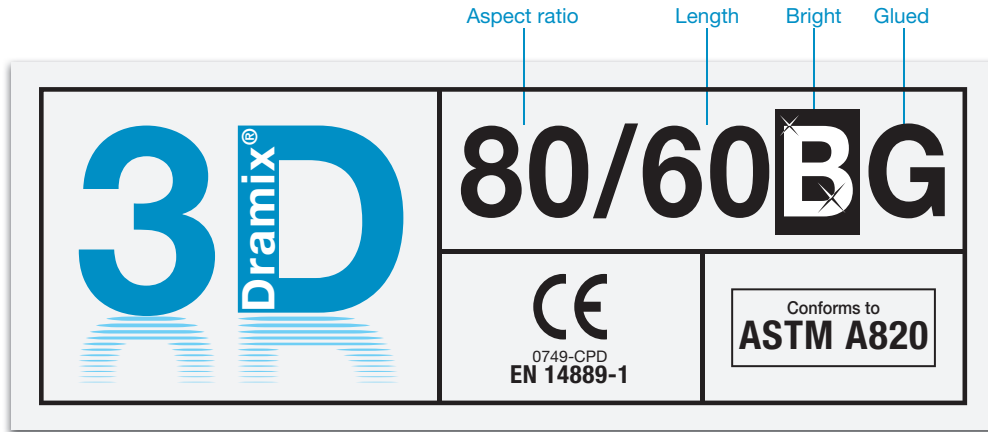 Aspect ratio Length Bright Glued
3D
Dramix®
80/60BG
CE
0749-CPD
EN 14889-1
Conforms to
ASTM A820